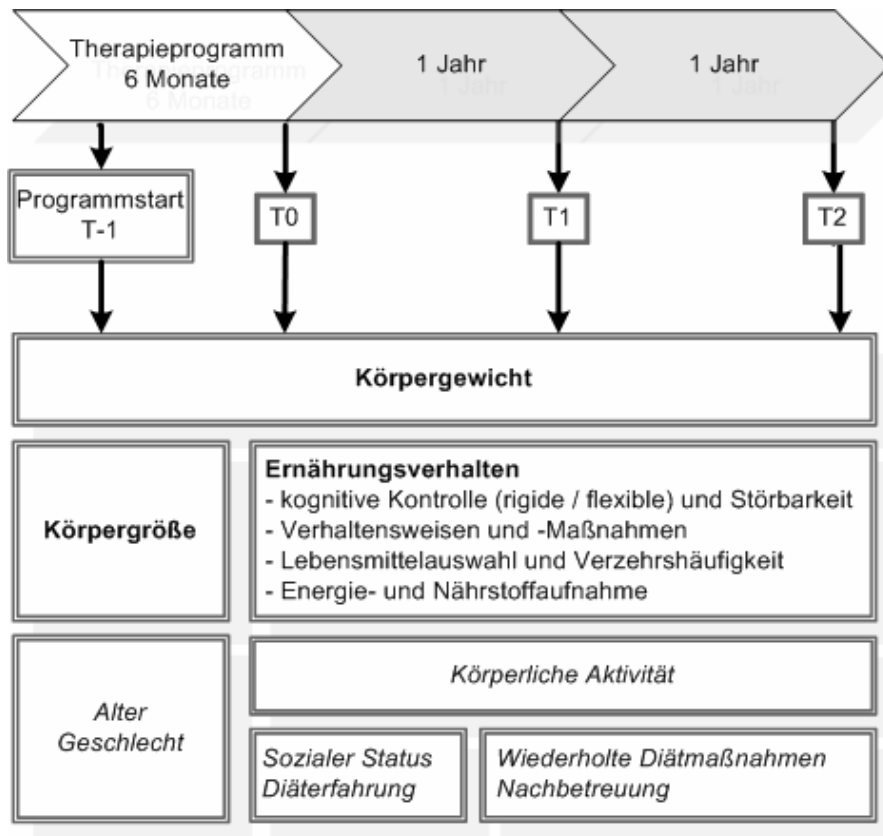 Therapieprogramm
6 Monate
1 Jahr
1 Jahr
Programmstart
T-1
T0
T1
T2
Körpergewicht
Körpergröße
Ernährungsverhalten
- kognitive Kontrolle (rigide / flexible) und Störbarkeit
- Verhaltensweisen und -Maßnahmen
- Lebensmittelauswahl und Verzehrshäufigkeit
- Energie- und Nährstoffaufnahme
Alter
Geschlecht
Körperliche Aktivität
Sozialer Status
Diäterfahrung
Wiederholte Diätmaßnahmen
Nachbetreuung